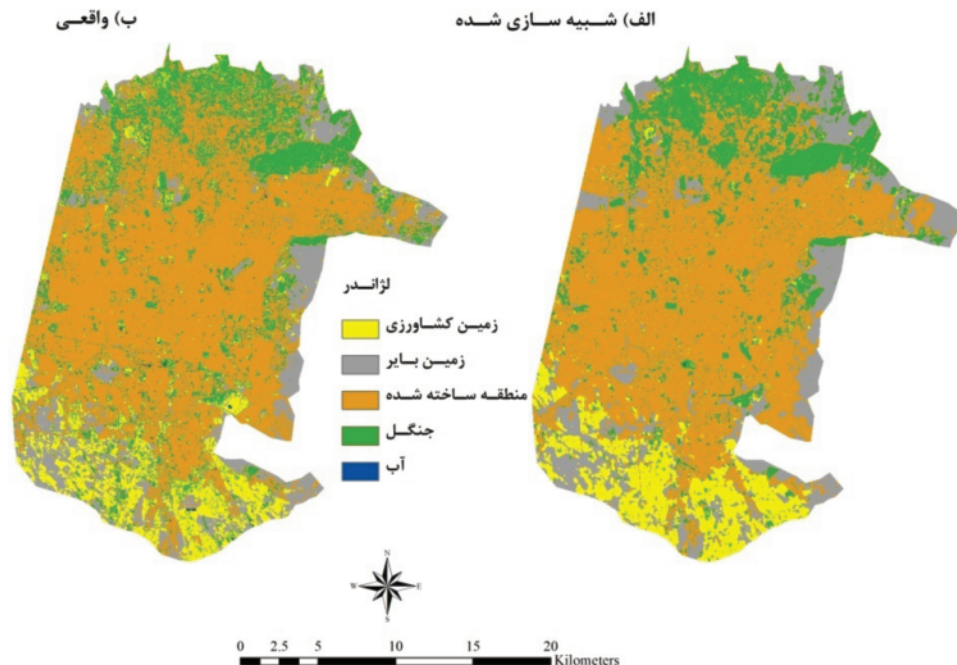 الف) شبیه سازی شده
ب) واقعی
لژاندر
زمین کشاورزی
زمین بایر
منطقه ساخته شده
جنگل
آب
N
W E
S
0 2.5 5 10 15 20
Kilometers